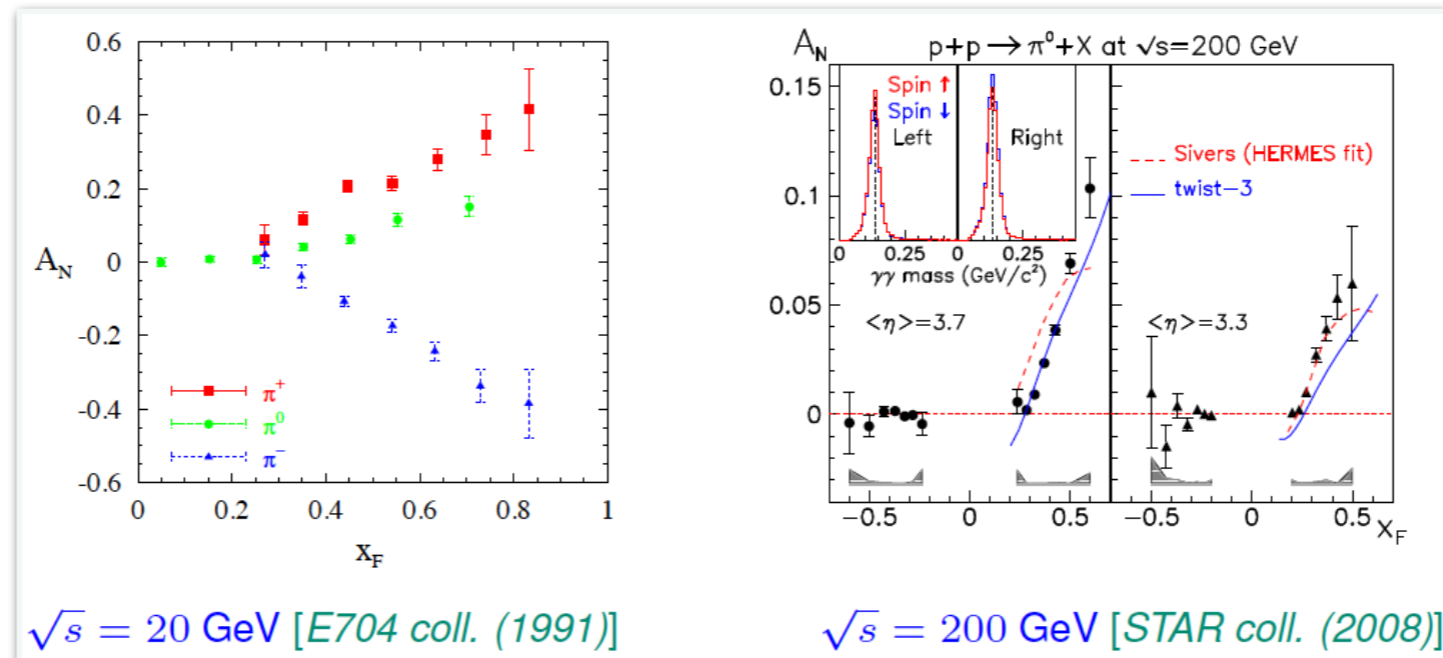 0.6
0.4
0.2
0
-0.2
-0.4
-0.6
A_N
π⁺
π⁰
π⁻
0 0.2 0.4 0.6 0.8 1
x_F
A_N p+p → π⁰+X at √s=200 GeV
0.15
0.1
0.05
0
Spin ↑
Spin ↓
Left
Right
0 0.25 0 0.25
γγ mass (GeV/c²)
Sivers (HERMES fit)
twist-3
<η>=3.7
<η>=3.3
−0.5 0 0.5 −0.5 0 0.5 x_F
√s = 20 GeV [E704 coll. (1991)]
√s = 200 GeV [STAR coll. (2008)]